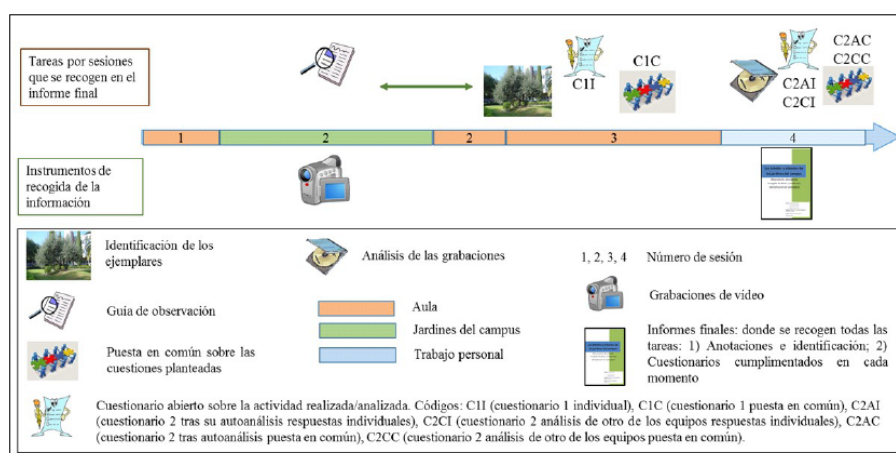 Tareas por sesiones
que se recogen en el
informe final
C1I
C1C
C2AI
C2CI
C2AC
C2CC
1
2
2
3
4
Instrumentos de
recogida de la
información
Identificación de los
ejemplares
Análisis de las grabaciones
1, 2, 3, 4 Número de sesión
Guía de observación
Aula
Grabaciones de vídeo
Jardines del campus
Puesta en común sobre las
cuestiones planteadas
Trabajo personal
Informes finales: donde se recogen todas las
tareas: 1) Anotaciones e identificación; 2)
Cuestionarios cumplimentados en cada
momento
Cuestionario abierto sobre la actividad realizada/analizada. Códigos: C1I (cuestionario 1 individual), C1C (cuestionario 1 puesta en común), C2AI
(cuestionario 2 tras su autoanálisis respuestas individuales), C2CI (cuestionario 2 análisis de otro de los equipos respuestas individuales), C2AC
(cuestionario 2 tras autoanálisis puesta en común), C2CC (cuestionario 2 análisis de otro de los equipos puesta en común).